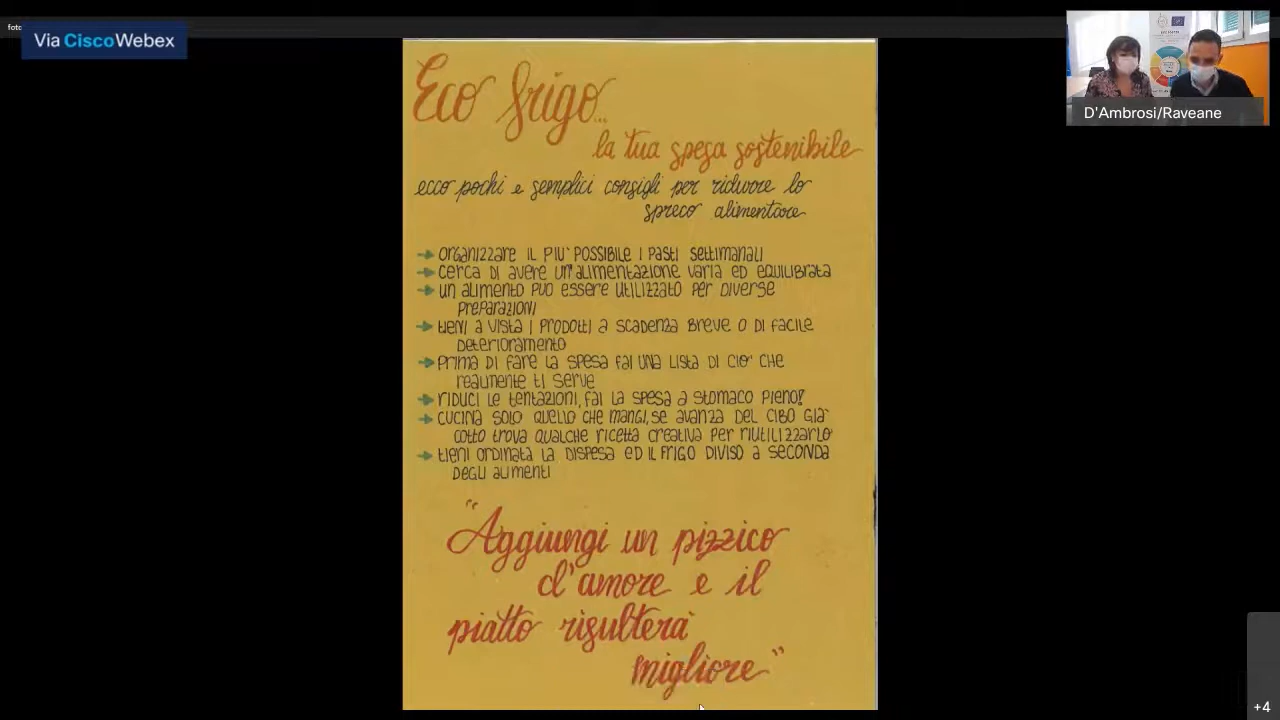 foto
Via CiscoWebex
D'Ambrosi/Raveane
Eco frigo...
la tua spesa sostenibile
ecco pochi e semplici consigli per ridurre lo
spreco alimentare
→ organizzare il più possibile i pasti settimanali
→ cerca di avere un'alimentazione varia ed equilibrata
→ un alimento può essere utilizzato per diverse
preparazioni
→ tieni a vista i prodotti a scadenza breve o di facile
deterioramento
→ prima di fare la spesa fai una lista di ciò che
realmente ti serve
→ riduci le tentazioni, fai la spesa a stomaco pieno!
→ cucina solo quello che mangi, se avanza del cibo già
cotto trova qualche ricetta creativa per riutilizzarlo
→ tieni ordinata la dispesa ed il frigo diviso a seconda
degli alimenti
"Aggiungi un pizzico
d'amore e il
piatto risulterà
migliore"
+4